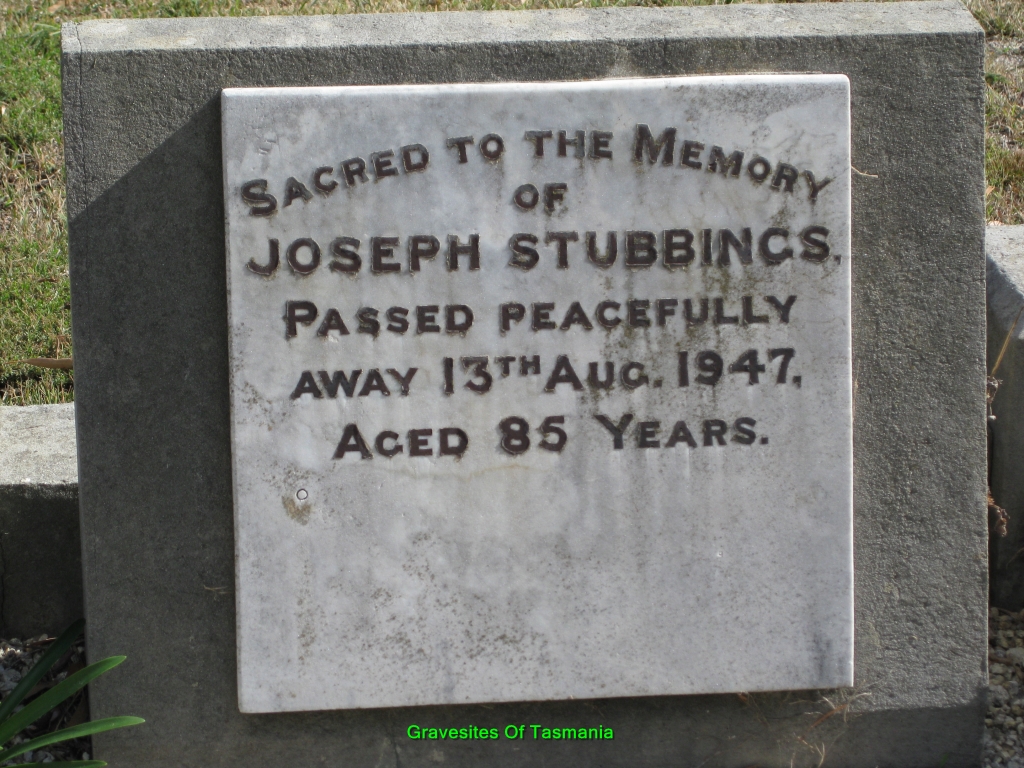 SACRED TO THE MEMORY
OF
JOSEPH STUBBINGS.
PASSED PEACEFULLY
AWAY 13TH AUG. 1947,
AGED 85 YEARS.
Gravesites Of Tasmania